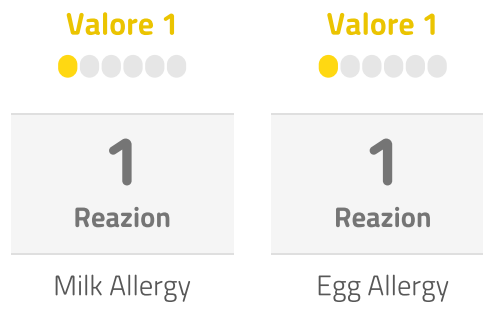 Valore 1
1
Reazion
Milk Allergy
Valore 1
1
Reazion
Egg Allergy